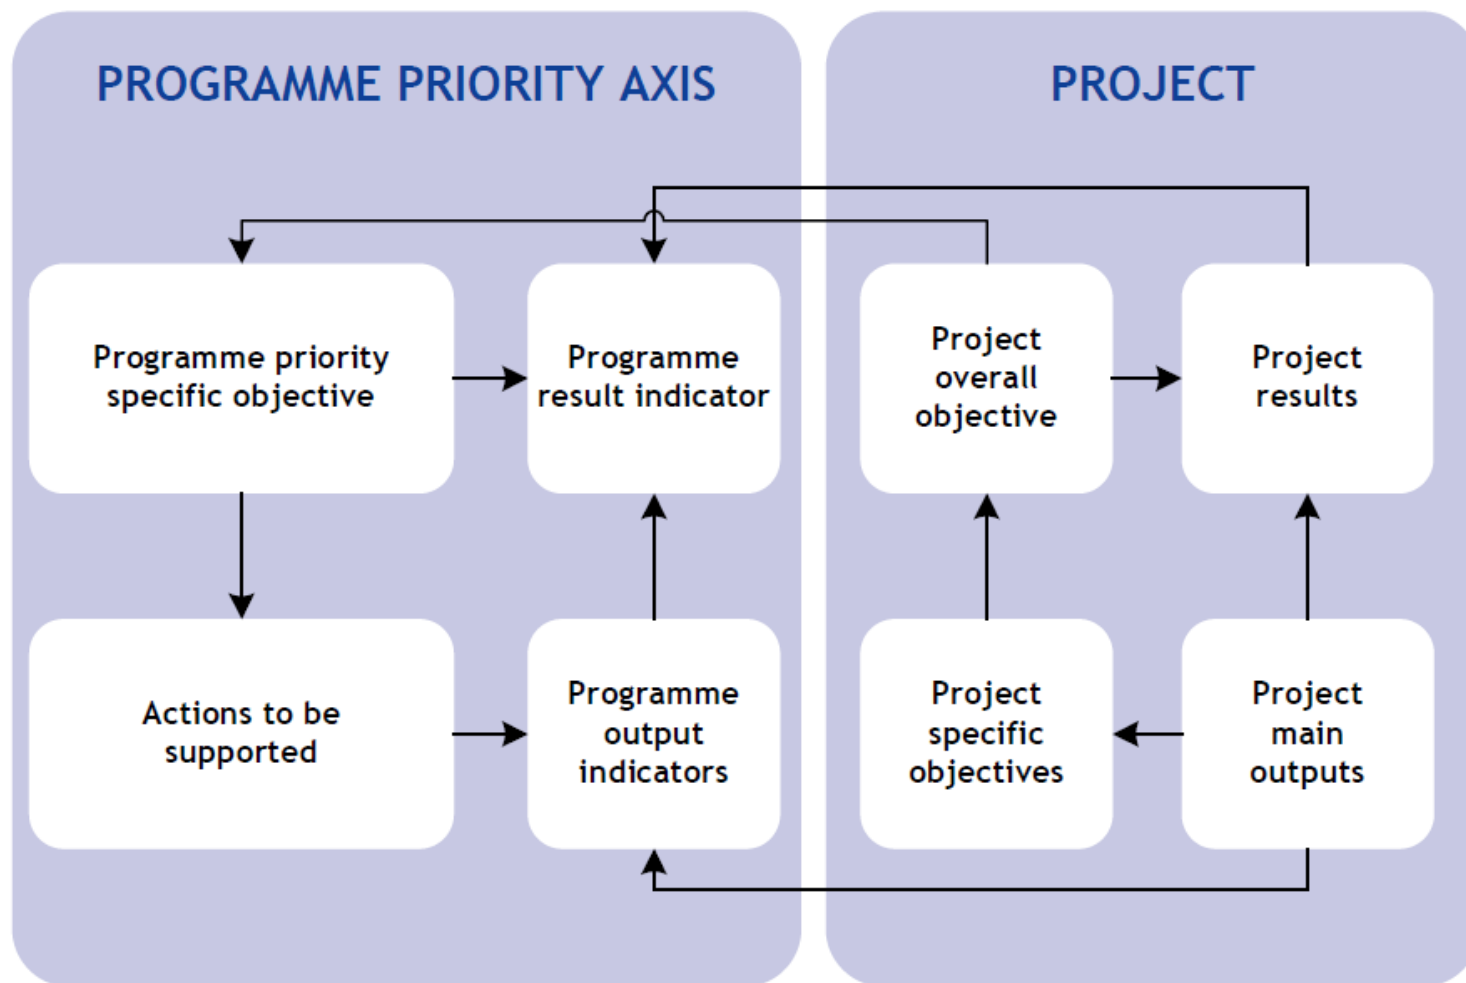 PROGRAMME PRIORITY AXIS
Programme priority
specific objective
Programme
result indicator
Actions to be
supported
Programme
output
indicators
PROJECT
Project
overall
objective
Project
results
Project
specific
objectives
Project
main
outputs